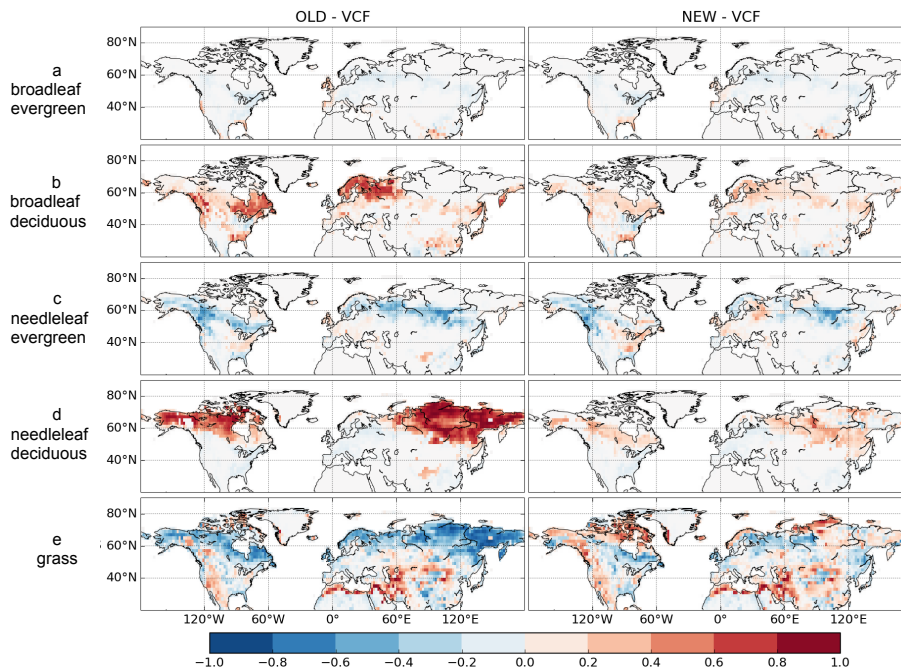 OLD - VCF
NEW - VCF
80°N
60°N
40°N
a
broadleaf
evergreen
80°N
60°N
40°N
b
broadleaf
deciduous
80°N
60°N
40°N
c
needleleaf
evergreen
80°N
60°N
40°N
d
needleleaf
deciduous
80°N
60°N
40°N
e
grass
120°W 60°W 0° 60°E 120°E 120°W 60°W 0° 60°E 120°E
−1.0 −0.8 −0.6 −0.4 −0.2 0.0 0.2 0.4 0.6 0.8 1.0